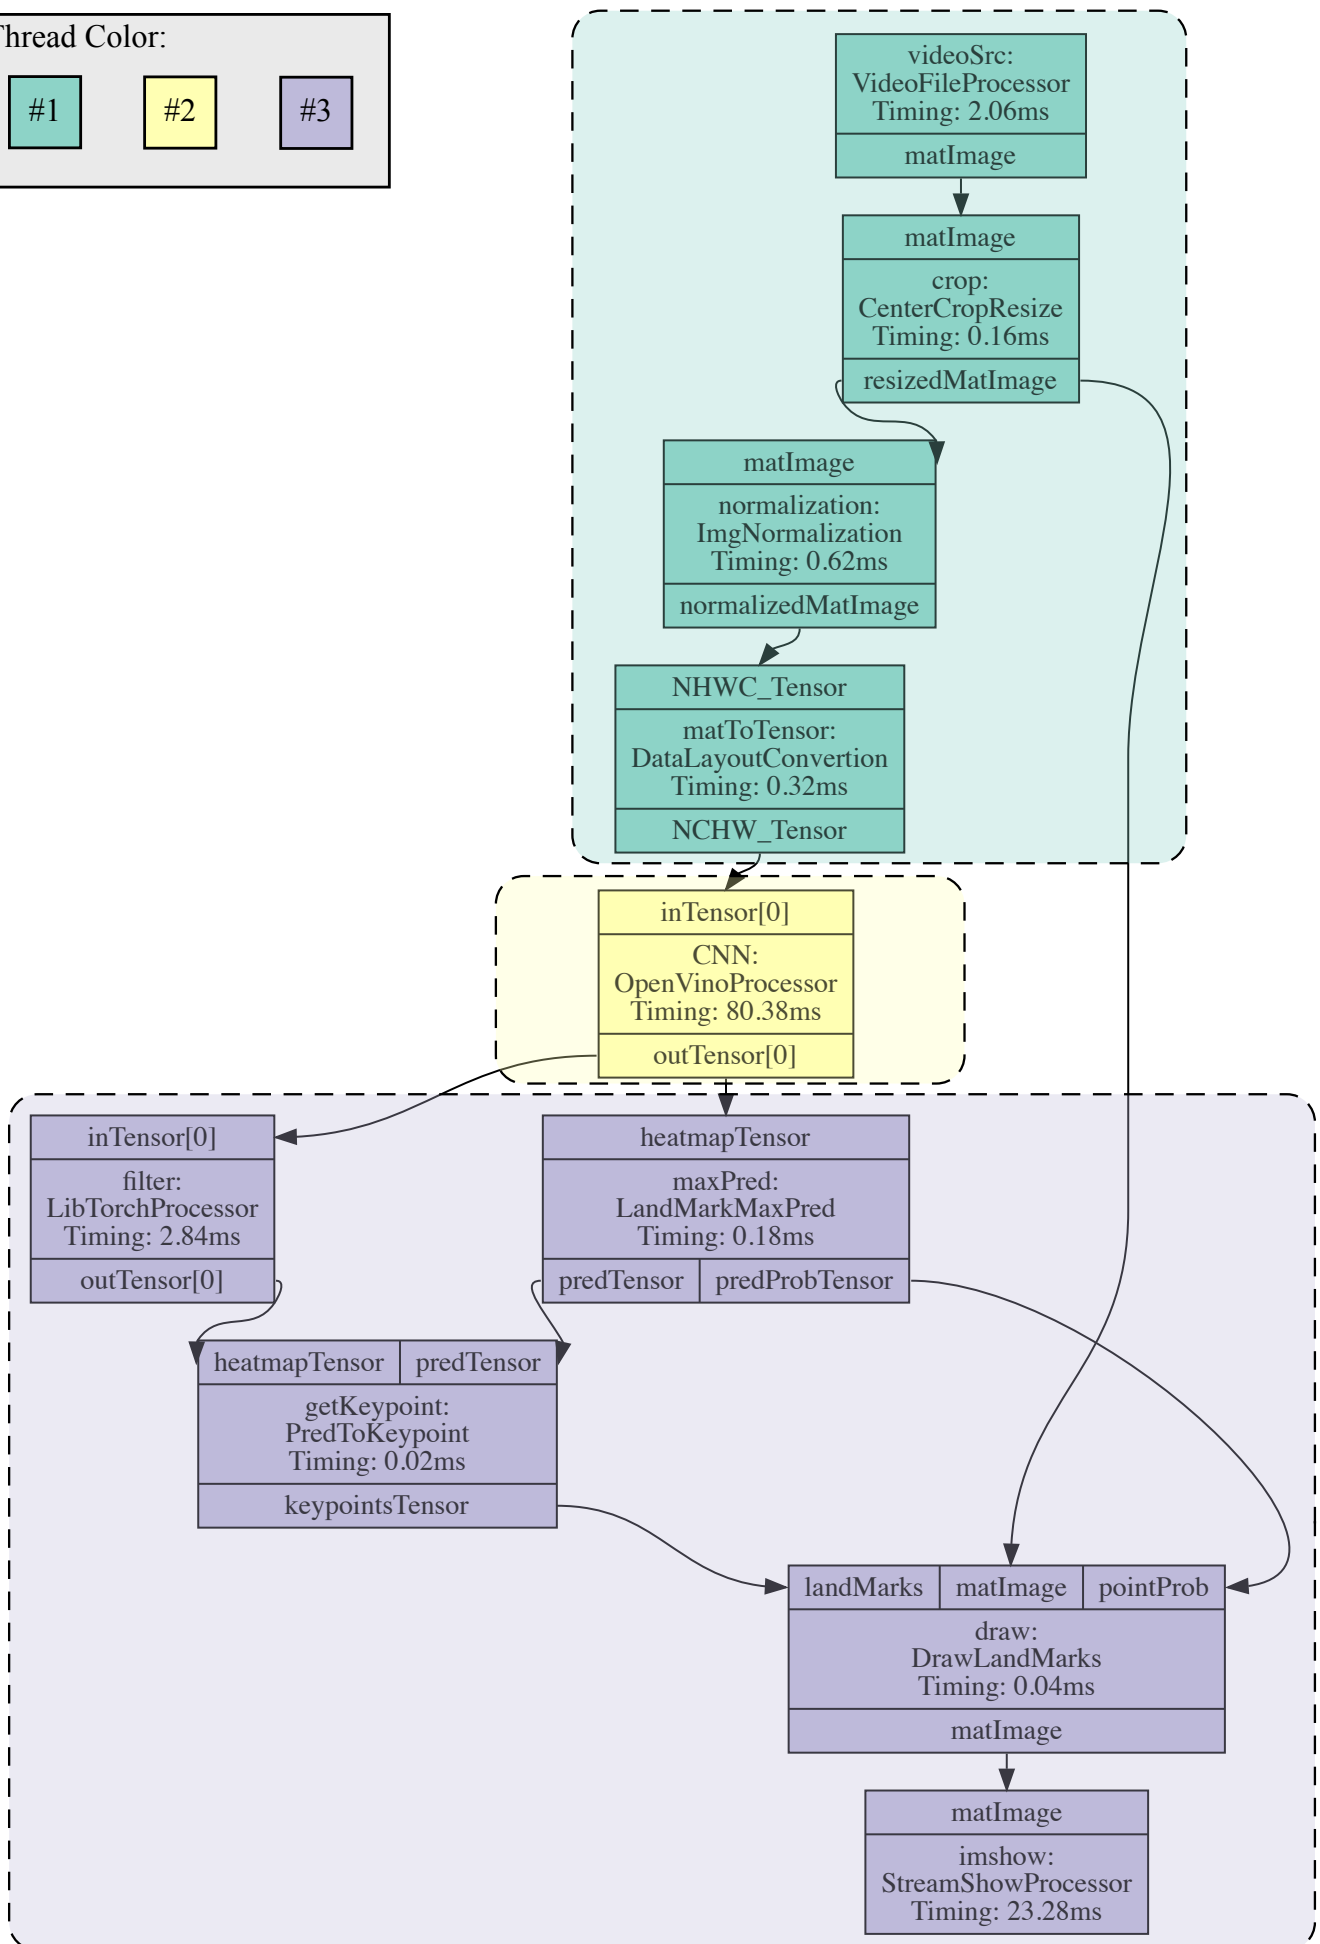 Thread Color:
#1
#2
#3
videoSrc:
VideoFileProcessor
Timing: 2.06ms
matImage
matImage
crop:
CenterCropResize
Timing: 0.16ms
resizedMatImage
matImage
normalization:
ImgNormalization
Timing: 0.62ms
normalizedMatImage
NHWC_Tensor
matToTensor:
DataLayoutConvertion
Timing: 0.32ms
NCHW_Tensor
inTensor[0]
CNN:
OpenVinoProcessor
Timing: 80.38ms
outTensor[0]
inTensor[0]
filter:
LibTorchProcessor
Timing: 2.84ms
outTensor[0]
heatmapTensor
maxPred:
LandMarkMaxPred
Timing: 0.18ms
predTensor
predProbTensor
heatmapTensor
predTensor
getKeypoint:
PredToKeypoint
Timing: 0.02ms
keypointsTensor
landMarks
matImage
pointProb
draw:
DrawLandMarks
Timing: 0.04ms
matImage
matImage
imshow:
StreamShowProcessor
Timing: 23.28ms